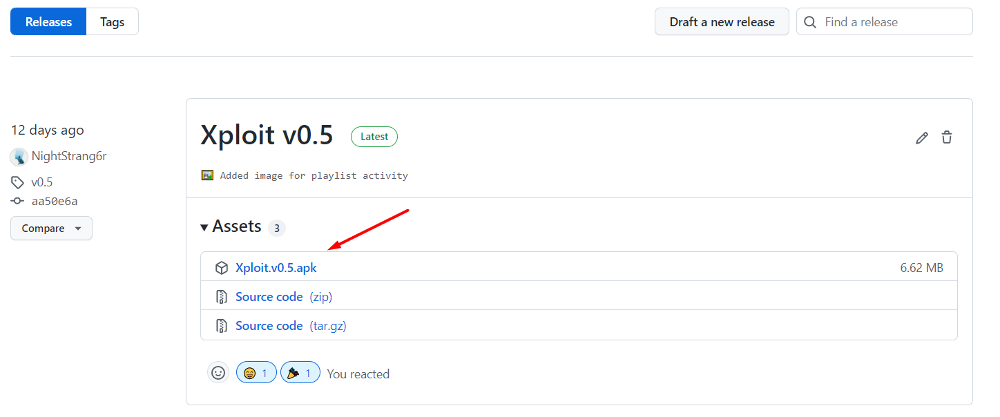 Releases Tags Draft a new release Find a release
12 days ago
NightStrang6r
v0.5
aa50e6a
Compare
Xploit v0.5 Latest
Added image for playlist activity
Assets 3
Xploit.v0.5.apk 6.62 MB
Source code (zip)
Source code (tar.gz)
1 1 You reacted